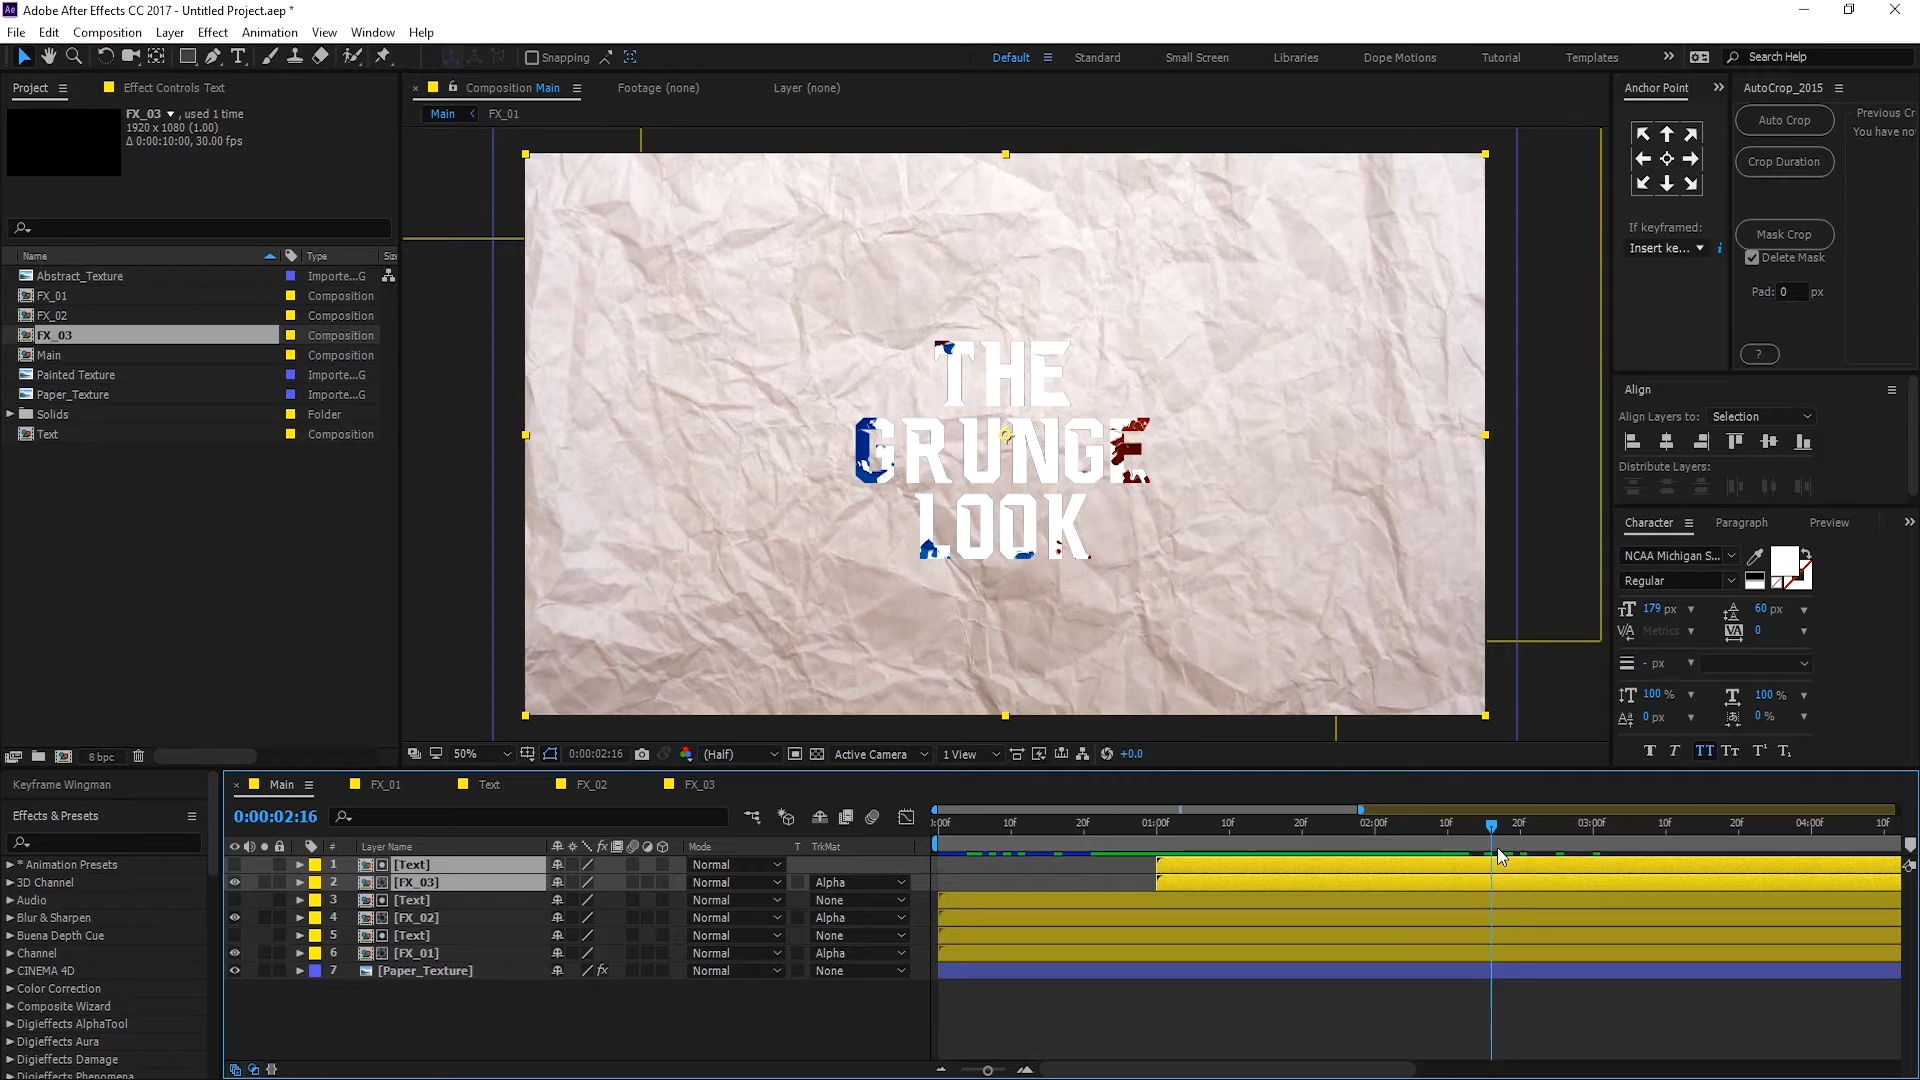 Adobe After Effects CC 2017 - Untitled Project.aep *
File Edit Composition Layer Effect Animation View Window Help
Snapping
Default Standard Small Screen Libraries Dope Motions Tutorial Templates
Search Help
Project
Effect Controls Text
FX_03 , used 1 time
1920 x 1080 (1.00)
Δ 0:00:10:00, 30.00 fps
Name Type
Abstract_Texture Importe...G
FX_01 Composition
FX_02 Composition
FX_03 Composition
Main Composition
Painted Texture Importe...G
Paper_Texture Importe...G
Solids Folder
Text Composition
8 bpc
Composition Main
Footage (none)
Layer (none)
Main
FX_01
THE
GRUNGE
LOOK
50%
0:00:02:16
(Half)
Active Camera
1 View
+0.0
Anchor Point
If keyframed:
Insert ke...
AutoCrop_2015
Auto Crop
Crop Duration
Mask Crop
Delete Mask
Pad: 0 px
?
Previous Cr
You have no
Align
Align Layers to: Selection
Distribute Layers:
Character Paragraph Preview
NCAA Michigan S...
Regular
179 px 60 px
Metrics 0
- px
100 % 100 %
0 px 0 %
Keyframe Wingman
Effects & Presets
* Animation Presets
3D Channel
Audio
Blur & Sharpen
Buena Depth Cue
Channel
CINEMA 4D
Color Correction
Composite Wizard
Digieffects AlphaTool
Digieffects Aura
Digieffects Damage
Main FX_01 Text FX_02 FX_03
0:00:02:16
:00f 10f 20f 01:00f 10f 20f 02:00f 10f 20f 03:00f 10f 20f 04:00f 10f
# Layer Name Mode T TrkMat
1 [Text] Normal
2 [FX_03] Normal Alpha
3 [Text] Normal None
4 [FX_02] Normal Alpha
5 [Text] Normal None
6 [FX_01] Normal Alpha
7 [Paper_Texture] Normal None